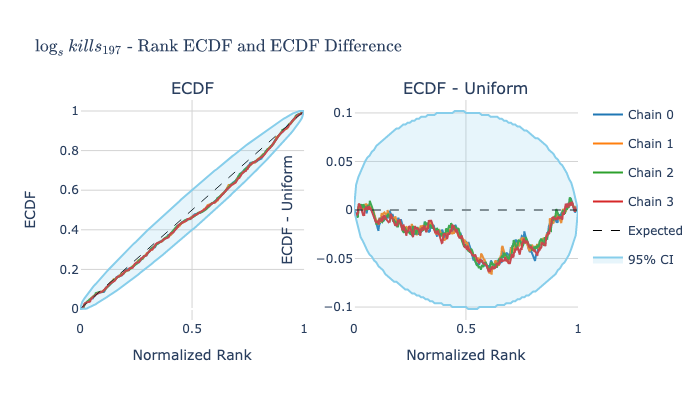 log_s kills_197 - Rank ECDF and ECDF Difference
ECDF
ECDF - Uniform
ECDF
1
0.8
0.6
0.4
0.2
0
0
0.5
1
Normalized Rank
ECDF - Uniform
0.1
0.05
0
−0.05
−0.1
0
0.5
1
Normalized Rank
Chain 0
Chain 1
Chain 2
Chain 3
Expected
95% CI